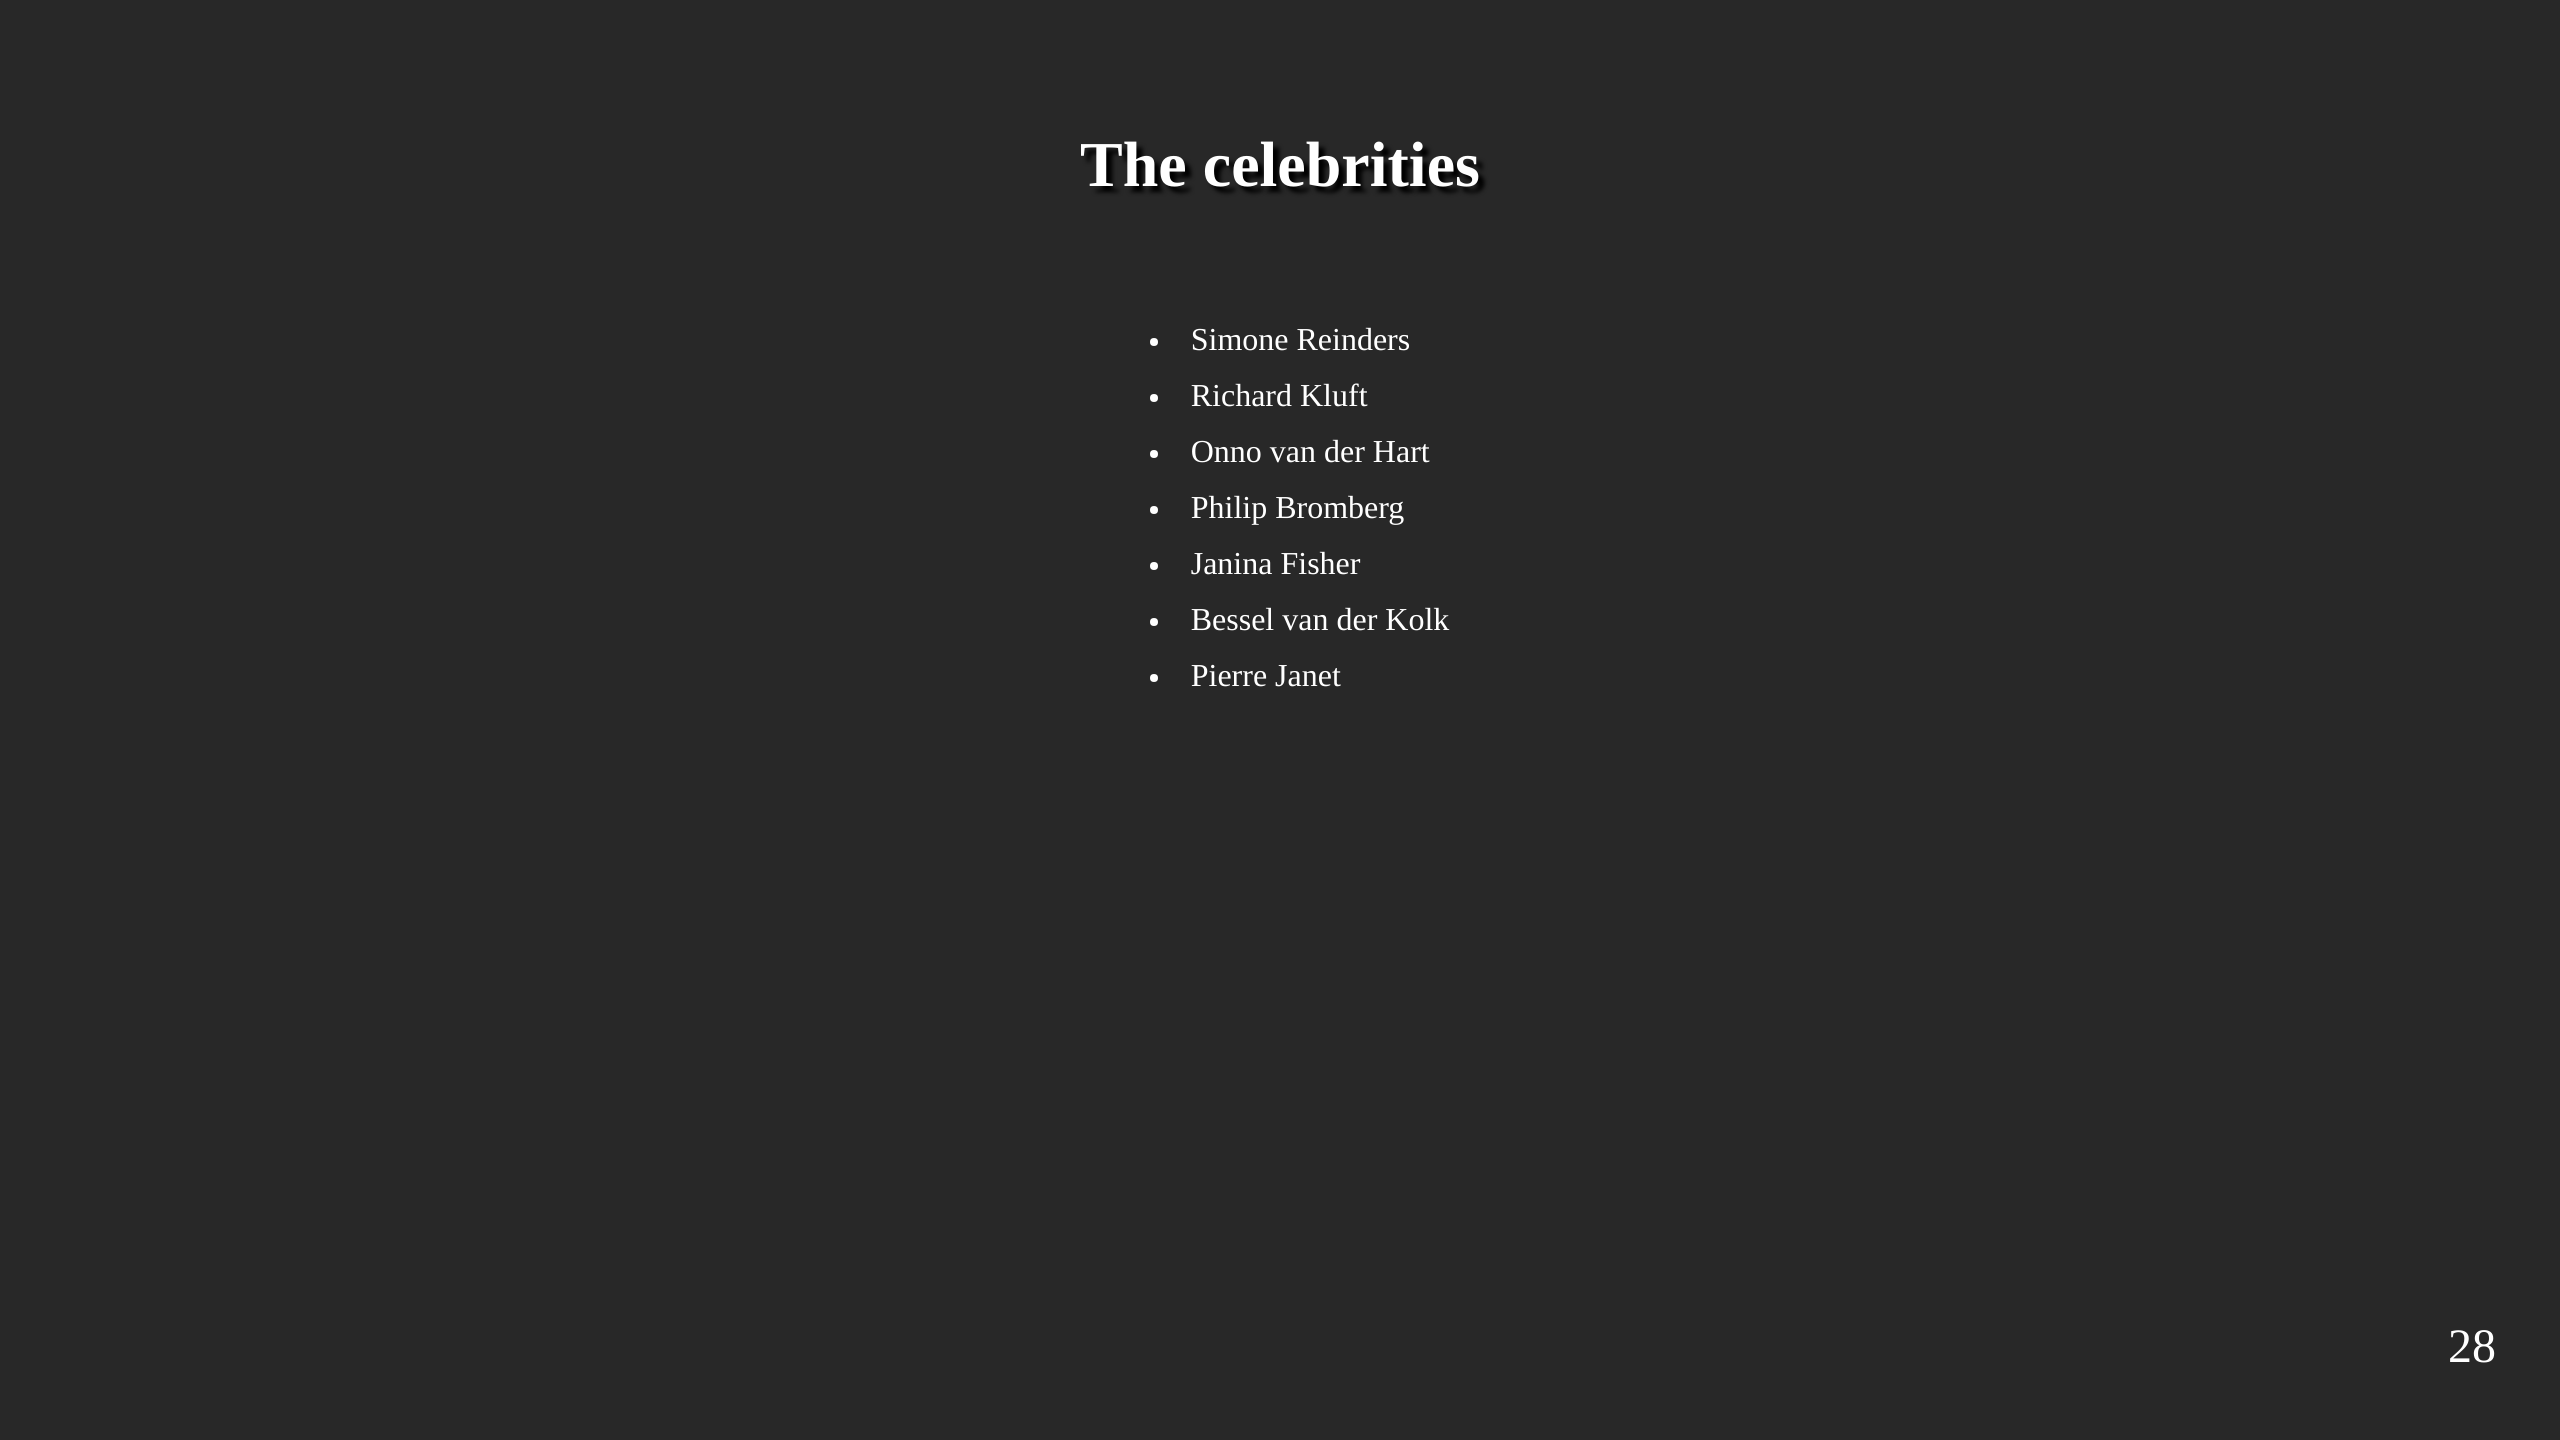 The celebrities
• Simone Reinders
• Richard Kluft
• Onno van der Hart
• Philip Bromberg
• Janina Fisher
• Bessel van der Kolk
• Pierre Janet
28